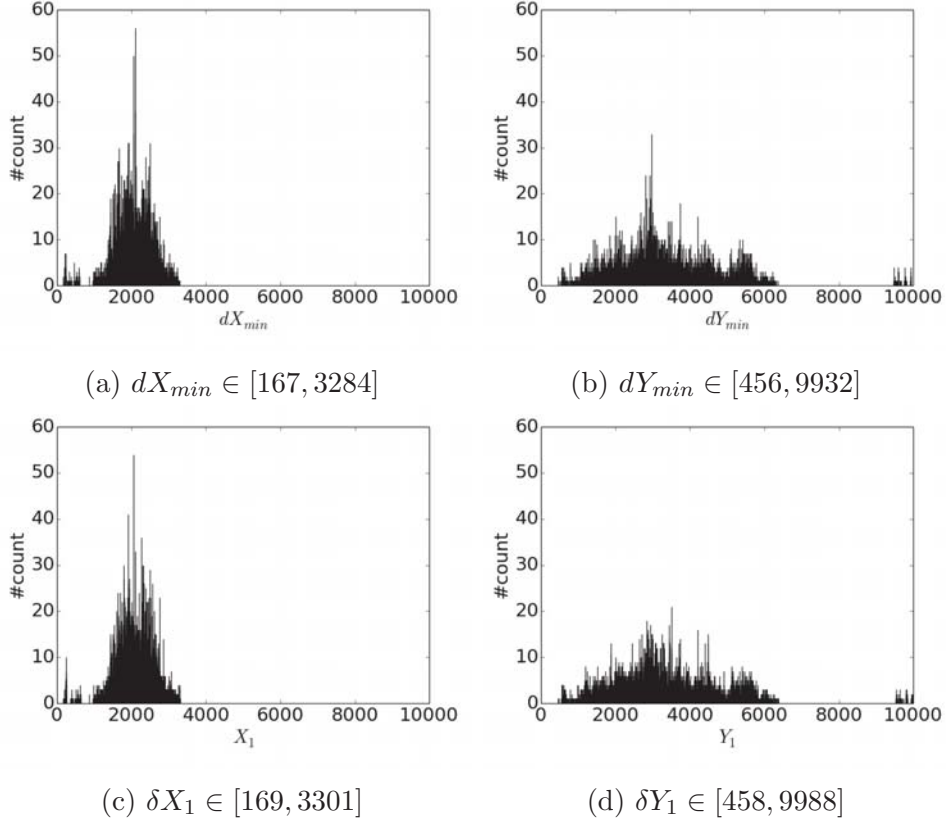 60 60
50 50
40 40
30 30
20 20
10 10
0 0
#count #count
0 2000 4000 6000 8000 10000 0 2000 4000 6000 8000 10000
dX_min dY_min
(a) dX_min ∈ [167, 3284] (b) dY_min ∈ [456, 9932]
60 60
50 50
40 40
30 30
20 20
10 10
0 0
#count #count
0 2000 4000 6000 8000 10000 0 2000 4000 6000 8000 10000
X_1 Y_1
(c) δX_1 ∈ [169, 3301] (d) δY_1 ∈ [458, 9988]